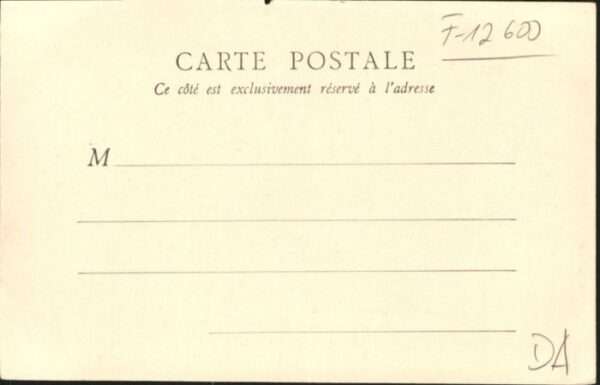 F-12 600
CARTE POSTALE
Ce côté est exclusivement réservé à l'adresse
M
DA